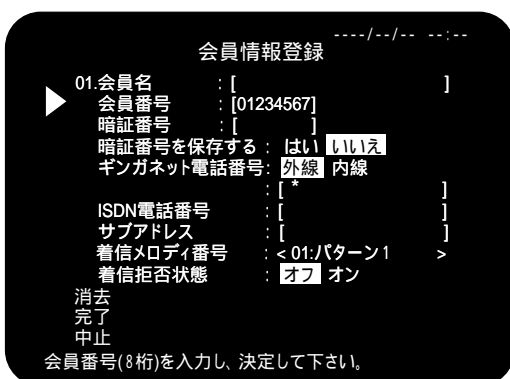 ----/--/-- --:--
会員情報登録
01.会員名 : [ ]
会員番号 : [01234567]
暗証番号 : [ ]
暗証番号を保存する : はい いいえ
ギンガネット電話番号: 外線 内線
: [ * ]
ISDN電話番号 : [ ]
サブアドレス : [ ]
着信メロディ番号 : < 01:パターン1 >
着信拒否状態 : オフ オン
消去
完了
中止
会員番号(8桁)を入力し、決定して下さい。